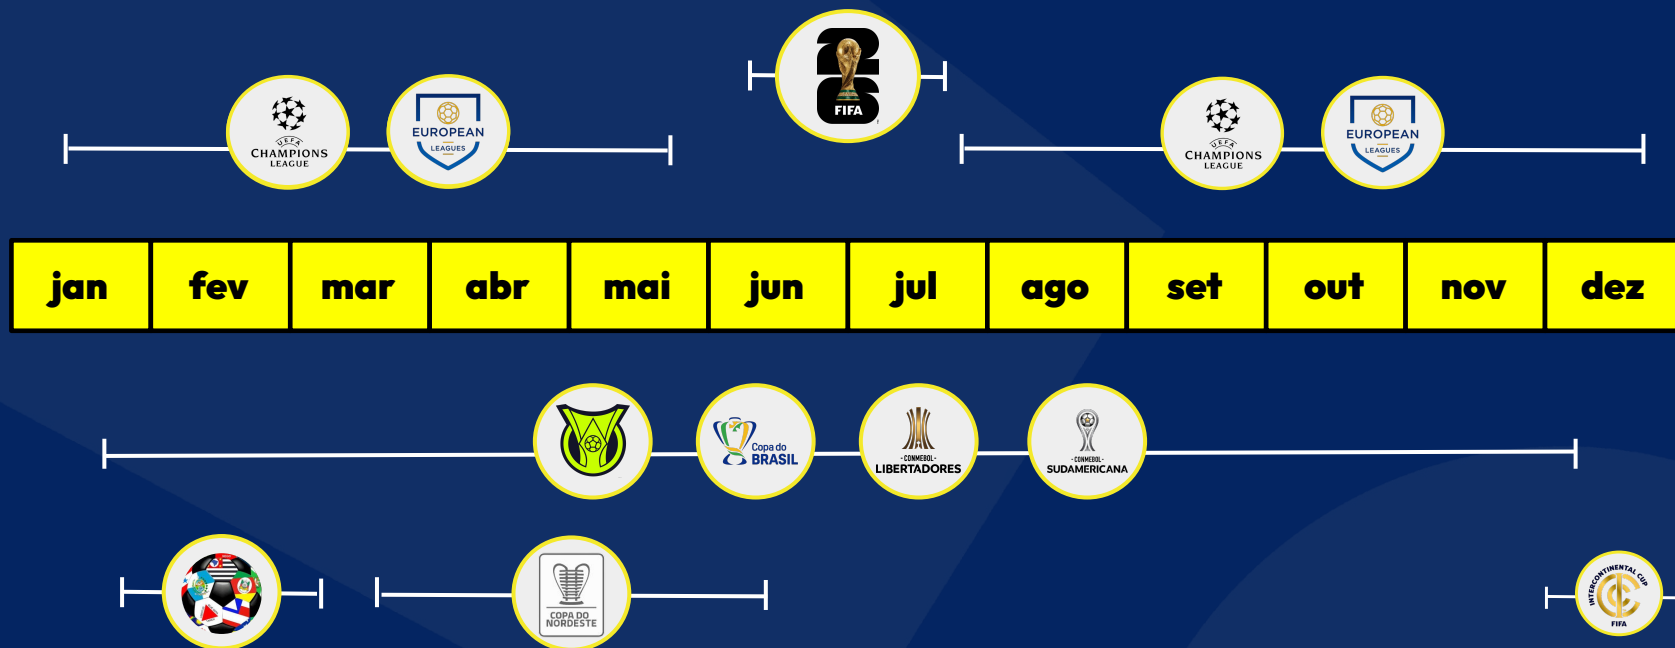 FIFA
UEFA
CHAMPIONS
LEAGUE
EUROPEAN
LEAGUES
UEFA
CHAMPIONS
LEAGUE
EUROPEAN
LEAGUES
jan fev mar abr mai jun jul ago set out nov dez
Copa do
BRASIL
-CONMEBOL-
LIBERTADORES
-CONMEBOL-
SUDAMERICANA
COPA DO
NORDESTE
INTERCONTINENTAL CUP
FIFA